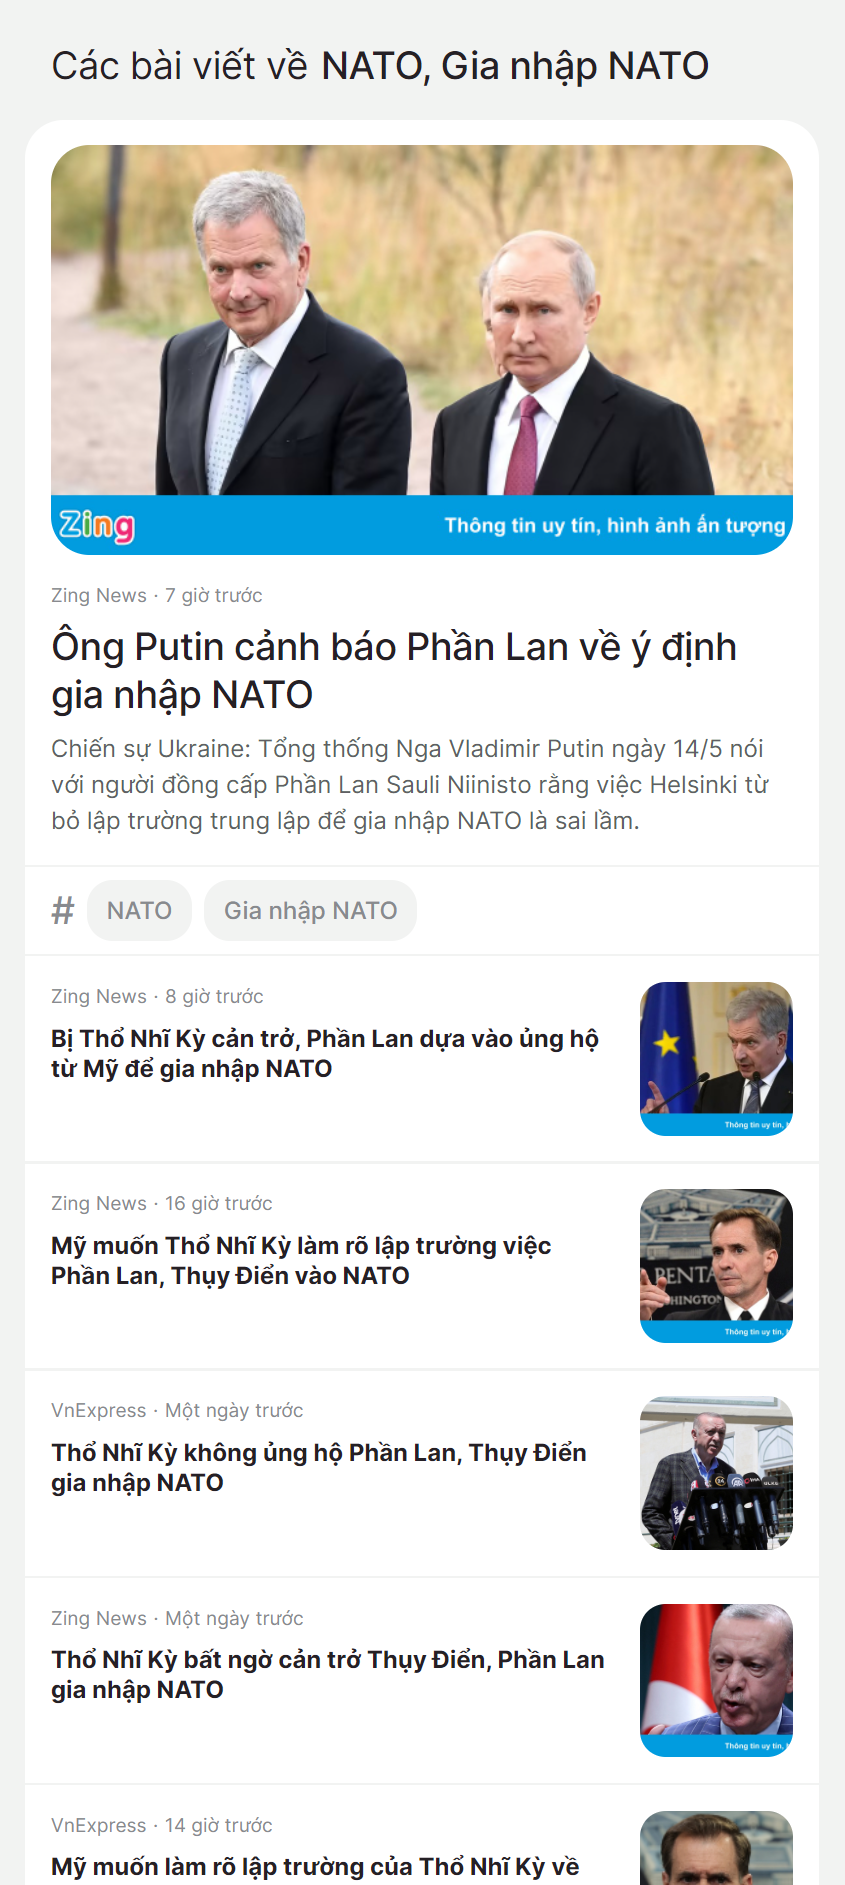 Các bài viết về NATO, Gia nhập NATO
Zing
Thông tin uy tín, hình ảnh ấn tượng
Zing News · 7 giờ trước
Ông Putin cảnh báo Phần Lan về ý định
gia nhập NATO
Chiến sự Ukraine: Tổng thống Nga Vladimir Putin ngày 14/5 nói
với người đồng cấp Phần Lan Sauli Niinisto rằng việc Helsinki từ
bỏ lập trường trung lập để gia nhập NATO là sai lầm.
# NATO Gia nhập NATO
Zing News · 8 giờ trước
Bị Thổ Nhĩ Kỳ cản trở, Phần Lan dựa vào ủng hộ
từ Mỹ để gia nhập NATO
Thông tin uy tín,
Zing News · 16 giờ trước
Mỹ muốn Thổ Nhĩ Kỳ làm rõ lập trường việc
Phần Lan, Thụy Điển vào NATO
PENTA
HINGTON
Thông tin uy tín,
VnExpress · Một ngày trước
Thổ Nhĩ Kỳ không ủng hộ Phần Lan, Thụy Điển
gia nhập NATO
Zing News · Một ngày trước
Thổ Nhĩ Kỳ bất ngờ cản trở Thụy Điển, Phần Lan
gia nhập NATO
Thông tin uy tín,
VnExpress · 14 giờ trước
Mỹ muốn làm rõ lập trường của Thổ Nhĩ Kỳ về